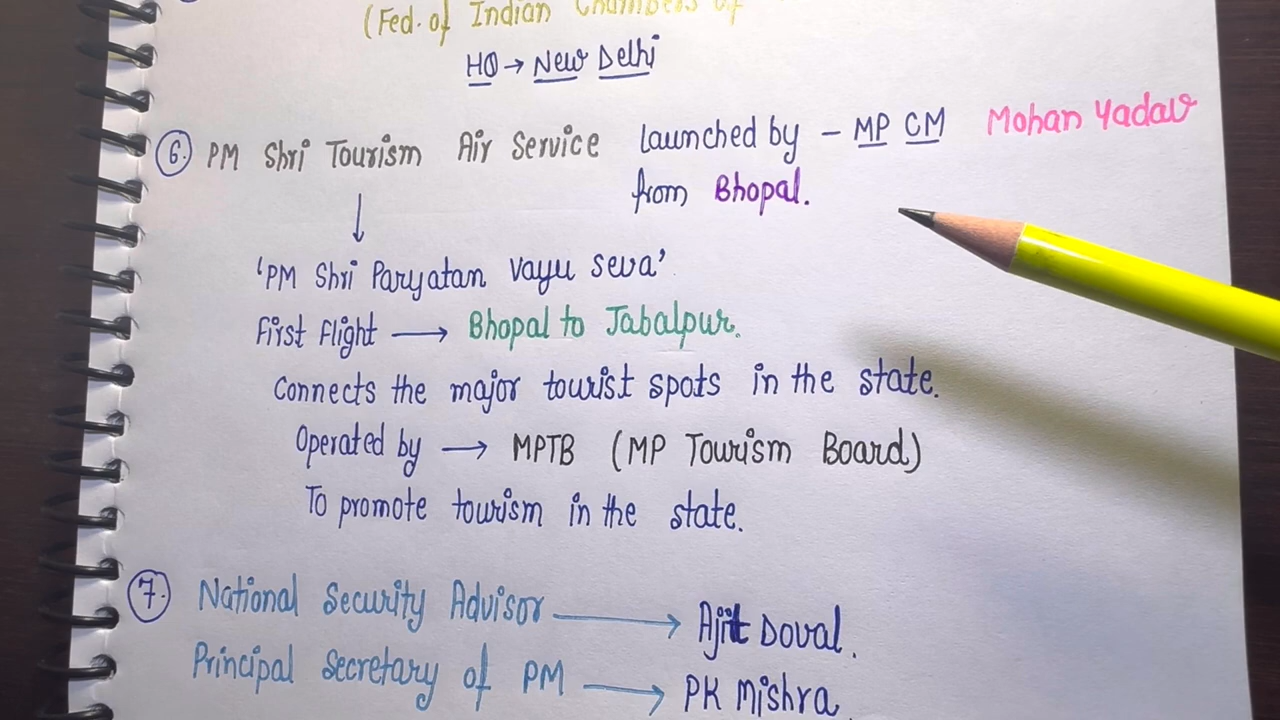 (Fed. of Indian Chambers of
HO → New Delhi
6. PM Shri Tourism Air Service launched by – MP CM Mohan Yadav
from Bhopal.
↓
'PM Shri Paryatan Vayu Seva'
First Flight → Bhopal to Jabalpur.
Connects the major tourist spots in the state.
Operated by → MPTB (MP Tourism Board)
To promote tourism in the state.
7. National Security Advisor → Ajit Doval.
Principal Secretary of PM → PK Mishra.